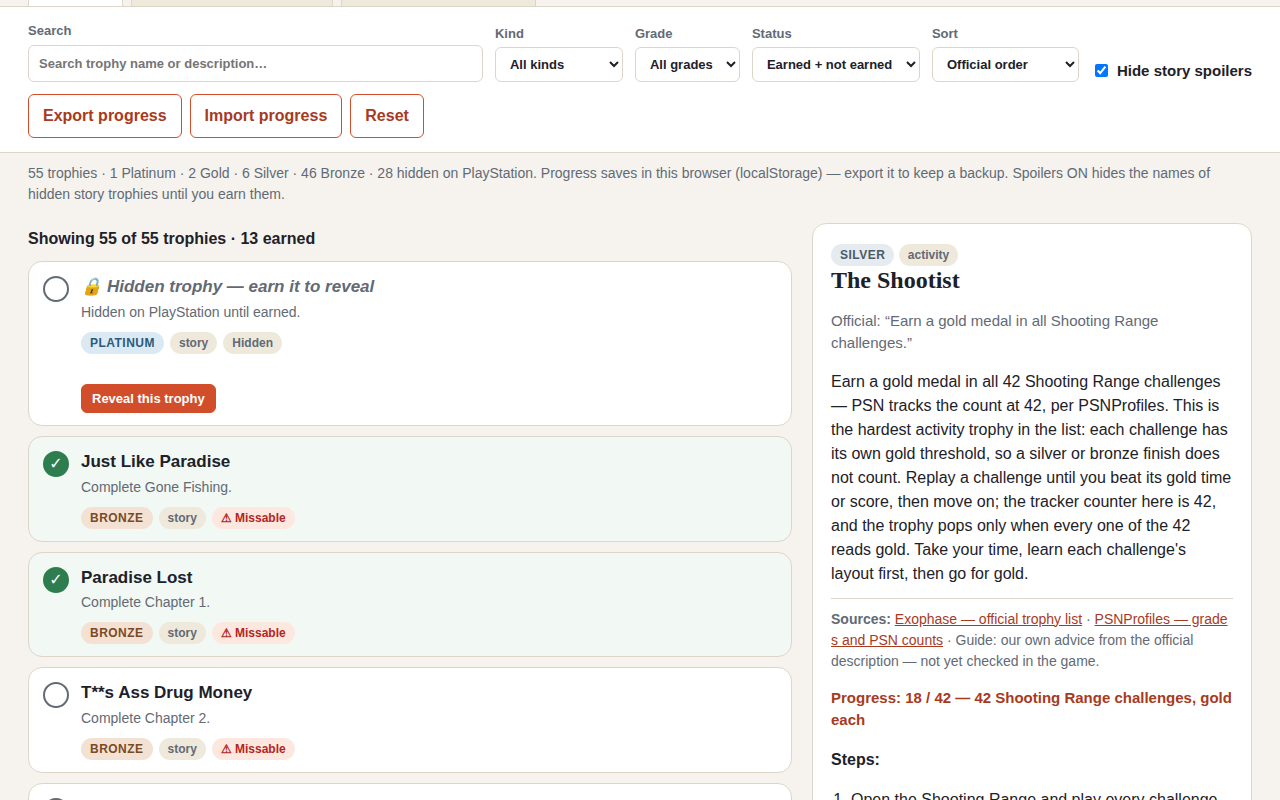 Search
Kind
Grade
Status
Sort
Search trophy name or description…
All kinds
All grades
Earned + not earned
Official order
Hide story spoilers
Export progress
Import progress
Reset
55 trophies · 1 Platinum · 2 Gold · 6 Silver · 46 Bronze · 28 hidden on PlayStation. Progress saves in this browser (localStorage) — export it to keep a backup. Spoilers ON hides the names of
hidden story trophies until you earn them.
Showing 55 of 55 trophies · 13 earned
🔒 Hidden trophy — earn it to reveal
Hidden on PlayStation until earned.
PLATINUM story Hidden
Reveal this trophy
✓ Just Like Paradise
Complete Gone Fishing.
BRONZE story ⚠ Missable
✓ Paradise Lost
Complete Chapter 1.
BRONZE story ⚠ Missable
T**s Ass Drug Money
Complete Chapter 2.
BRONZE story ⚠ Missable
SILVER activity
The Shootist
Official: “Earn a gold medal in all Shooting Range
challenges.”
Earn a gold medal in all 42 Shooting Range challenges
— PSN tracks the count at 42, per PSNProfiles. This is
the hardest activity trophy in the list: each challenge has
its own gold threshold, so a silver or bronze finish does
not count. Replay a challenge until you beat its gold time
or score, then move on; the tracker counter here is 42,
and the trophy pops only when every one of the 42
reads gold. Take your time, learn each challenge's
layout first, then go for gold.
Sources: Exophase — official trophy list · PSNProfiles — grade
s and PSN counts · Guide: our own advice from the official
description — not yet checked in the game.
Progress: 18 / 42 — 42 Shooting Range challenges, gold
each
Steps:
1. Open the Shooting Range and play every challenge